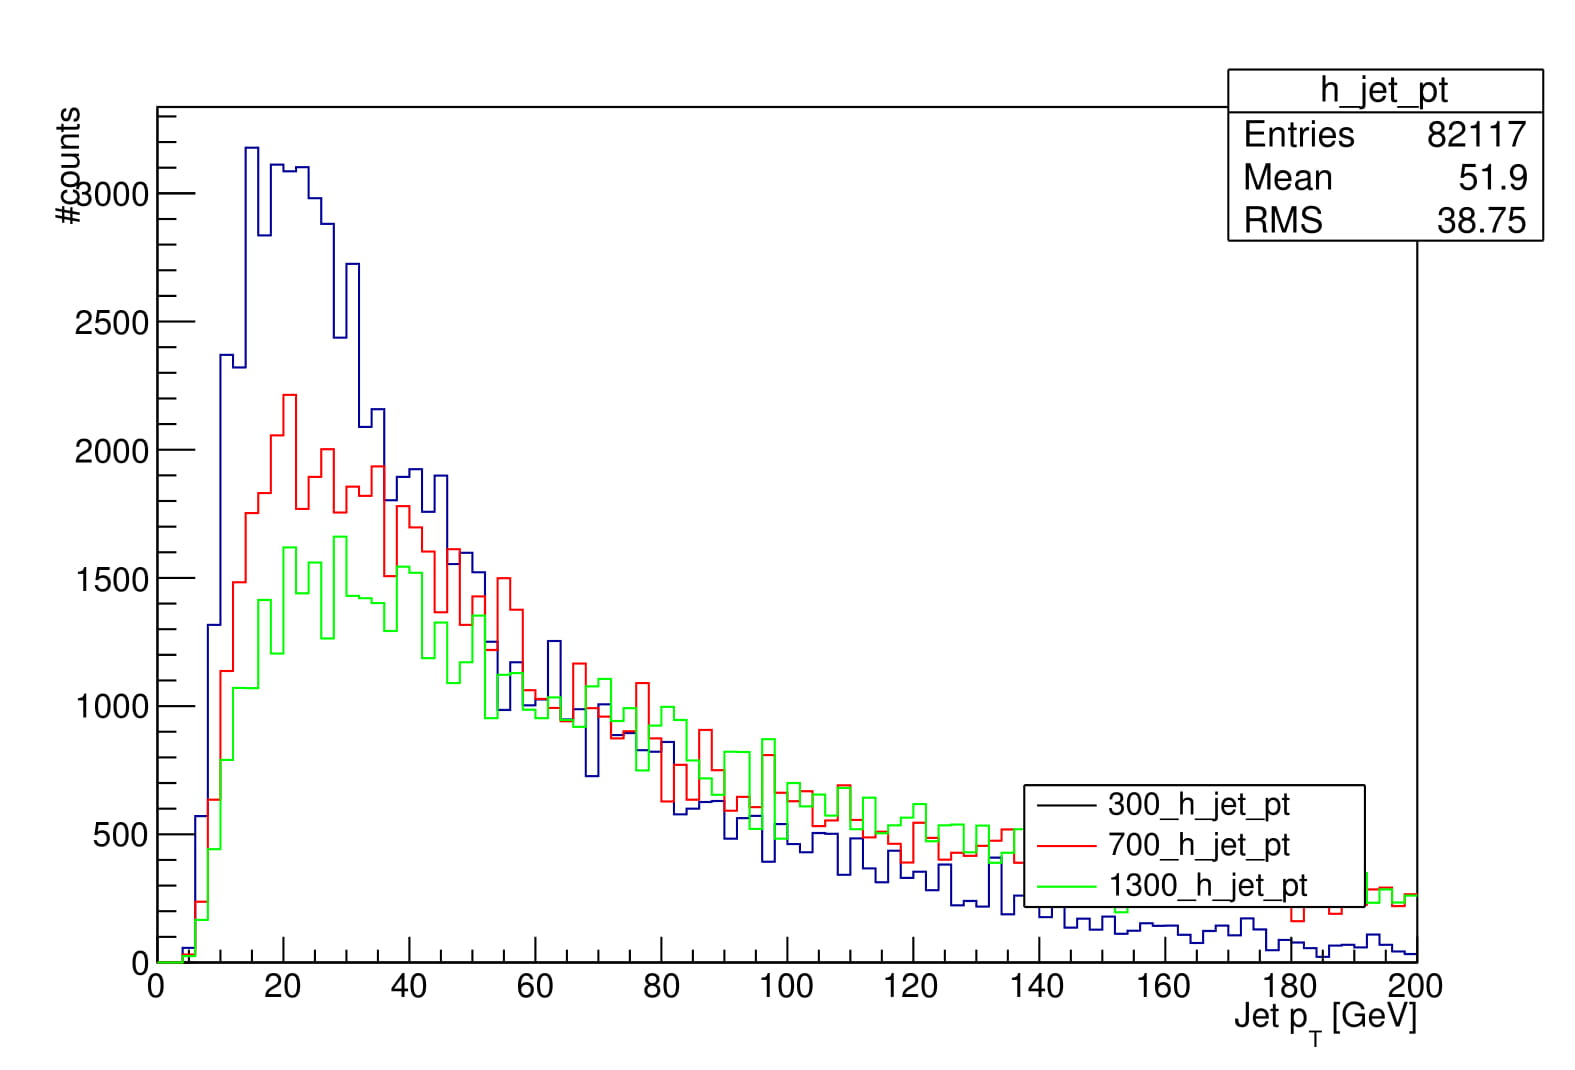 h_jet_pt
Entries 82117
Mean 51.9
RMS 38.75
#counts
3000
2500
2000
1500
1000
500
0
300_h_jet_pt
700_h_jet_pt
1300_h_jet_pt
0 20 40 60 80 100 120 140 160 180 200
Jet p_T [GeV]